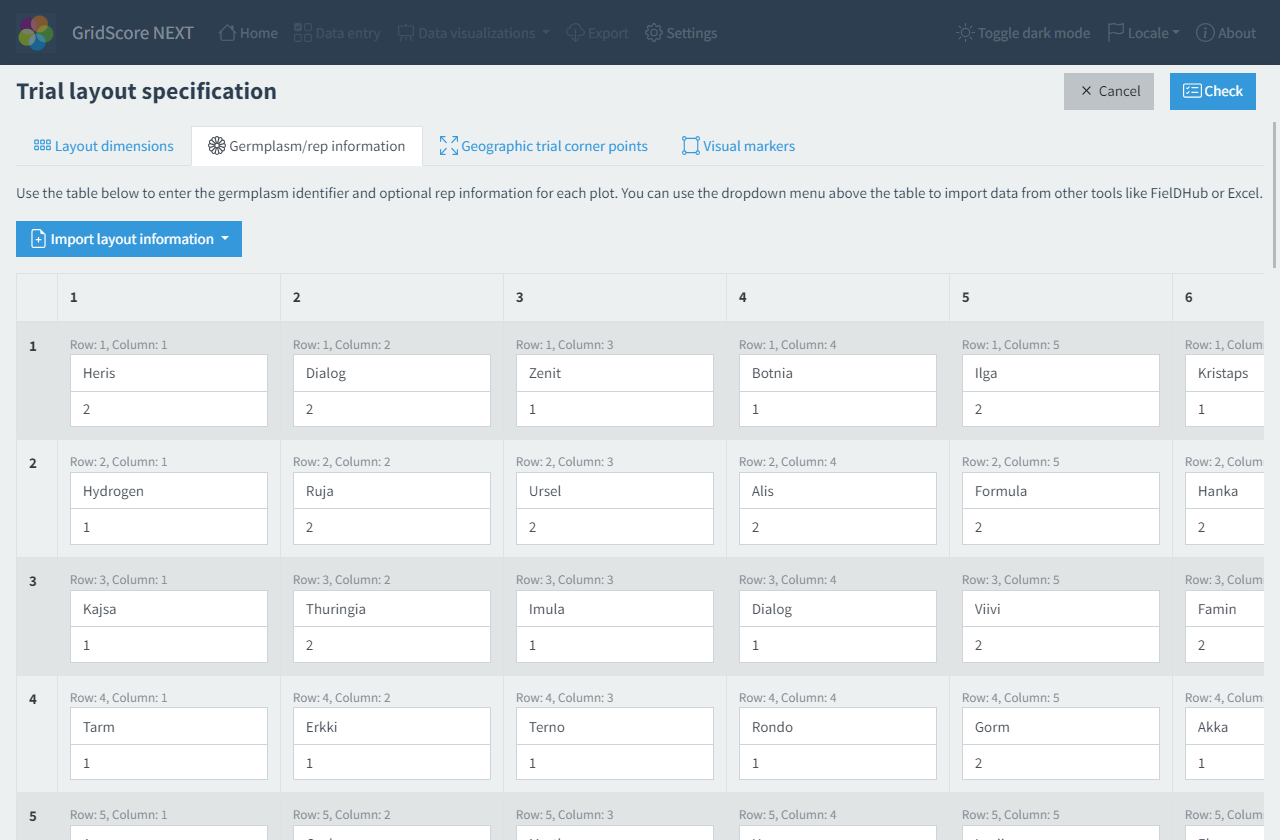 GridScore NEXT Home Data entry Data visualizations Export Settings Toggle dark mode Locale About
Trial layout specification
Cancel
Check
Layout dimensions Germplasm/rep information Geographic trial corner points Visual markers
Use the table below to enter the germplasm identifier and optional rep information for each plot. You can use the dropdown menu above the table to import data from other tools like FielDHub or Excel.
Import layout information
1 2 3 4 5 6
1 Row: 1, Column: 1 Row: 1, Column: 2 Row: 1, Column: 3 Row: 1, Column: 4 Row: 1, Column: 5 Row: 1, Colum
Heris Dialog Zenit Botnia Ilga Kristaps
2 2 1 1 2 1
2 Row: 2, Column: 1 Row: 2, Column: 2 Row: 2, Column: 3 Row: 2, Column: 4 Row: 2, Column: 5 Row: 2, Colum
Hydrogen Ruja Ursel Alis Formula Hanka
1 2 2 2 2 2
3 Row: 3, Column: 1 Row: 3, Column: 2 Row: 3, Column: 3 Row: 3, Column: 4 Row: 3, Column: 5 Row: 3, Colum
Kajsa Thuringia Imula Dialog Viivi Famin
1 2 1 1 2 2
4 Row: 4, Column: 1 Row: 4, Column: 2 Row: 4, Column: 3 Row: 4, Column: 4 Row: 4, Column: 5 Row: 4, Colum
Tarm Erkki Terno Rondo Gorm Akka
1 1 1 1 2 1
5 Row: 5, Column: 1 Row: 5, Column: 2 Row: 5, Column: 3 Row: 5, Column: 4 Row: 5, Column: 5 Row: 5, Colum